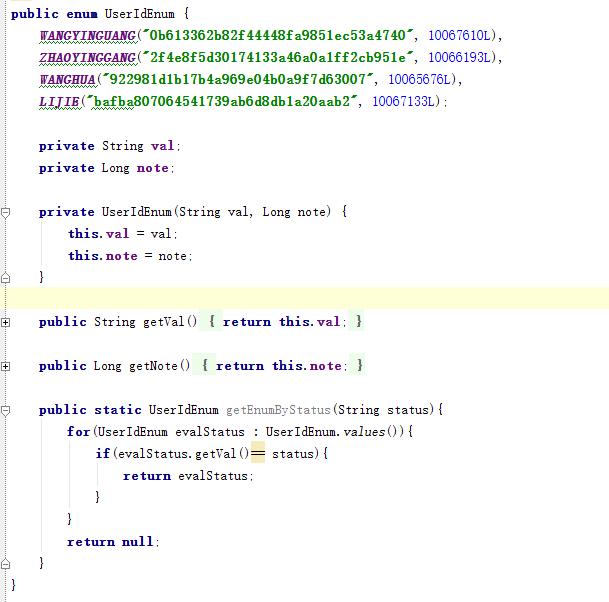 public enum UserIdEnum {
    WANGYINGUANG("0b613362b82f44448fa9851ec53a4740", 10067610L),
    ZHAOYINGGANG("2f4e8f5d30174133a46a0a1ff2cb951e", 10066193L),
    WANGHUA("922981d1b17b4a969e04b0a9f7d63007", 10065676L),
    LIJIE("bafba807064541739ab6d8db1a20aab2", 10067133L);
    private String val;
    private Long note;
    private UserIdEnum(String val, Long note) {
        this.val = val;
        this.note = note;
    }
    public String getVal() { return this.val; }
    public Long getNote() { return this.note; }
    public static UserIdEnum getEnumByStatus(String status){
        for(UserIdEnum evalStatus : UserIdEnum.values()){
            if(evalStatus.getVal()== status){
                return evalStatus;
            }
        }
        return null;
    }
}